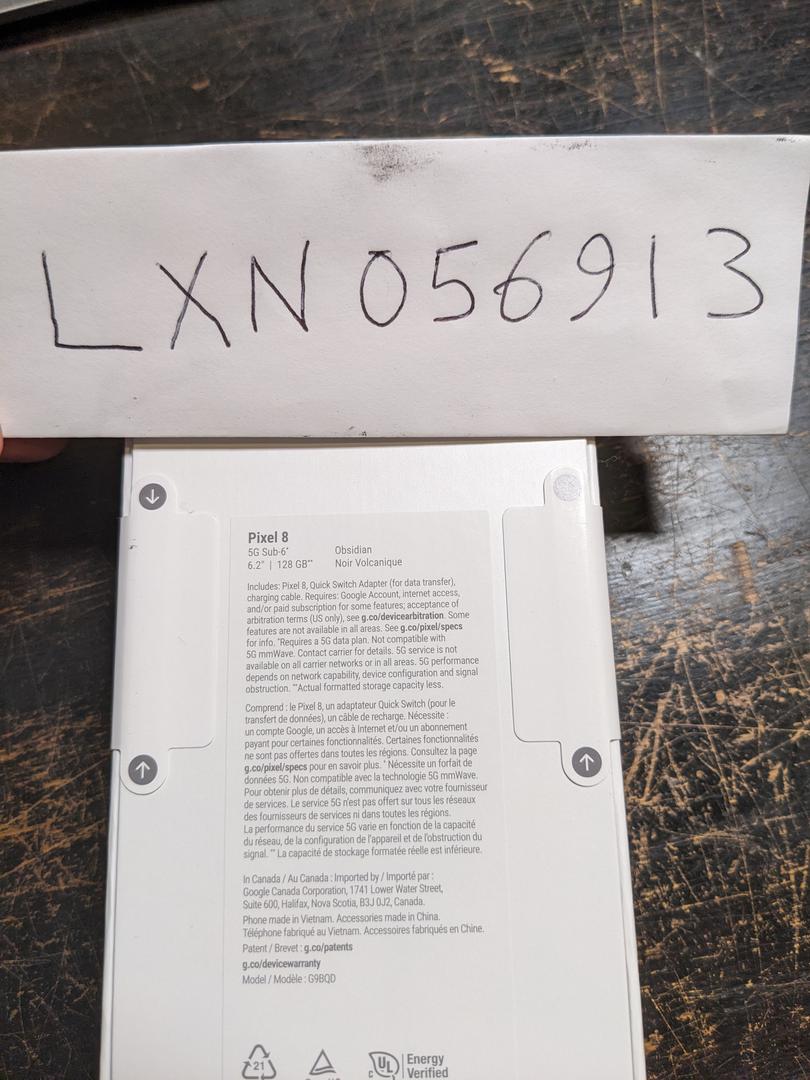 LXN056913
Pixel 8
5G Sub-6* Obsidian
6.2" | 128 GB** Noir Volcanique
Includes: Pixel 8, Quick Switch Adapter (for data transfer),
charging cable. Requires: Google Account, internet access,
and/or paid subscription for some features; acceptance of
arbitration terms (US only), see g.co/devicearbitration. Some
features are not available in all areas. See g.co/pixel/specs
for info. *Requires a 5G data plan. Not compatible with
5G mmWave. Contact carrier for details. 5G service is not
available on all carrier networks or in all areas. 5G performance
depends on network capability, device configuration and signal
obstruction. **Actual formatted storage capacity less.
Comprend : le Pixel 8, un adaptateur Quick Switch (pour le
transfert de données), un câble de recharge. Nécessite :
un compte Google, un accès à Internet et/ou un abonnement
payant pour certaines fonctionnalités. Certaines fonctionnalités
ne sont pas offertes dans toutes les régions. Consultez la page
g.co/pixel/specs pour en savoir plus. * Nécessite un forfait de
données 5G. Non compatible avec la technologie 5G mmWave.
Pour obtenir plus de détails, communiquez avec votre fournisseur
de services. Le service 5G n'est pas offert sur tous les réseaux
des fournisseurs de services ni dans toutes les régions.
La performance du service 5G varie en fonction de la capacité
du réseau, de la configuration de l'appareil et de l'obstruction du
signal. ** La capacité de stockage formatée réelle est inférieure.
In Canada / Au Canada : Imported by / Importé par :
Google Canada Corporation, 1741 Lower Water Street,
Suite 600, Halifax, Nova Scotia, B3J 0J2, Canada.
Phone made in Vietnam. Accessories made in China.
Téléphone fabriqué au Vietnam. Accessoires fabriqués en Chine.
Patent / Brevet : g.co/patents
g.co/devicewarranty
Model / Modèle : G9BQD
21 c UL Energy
Verified